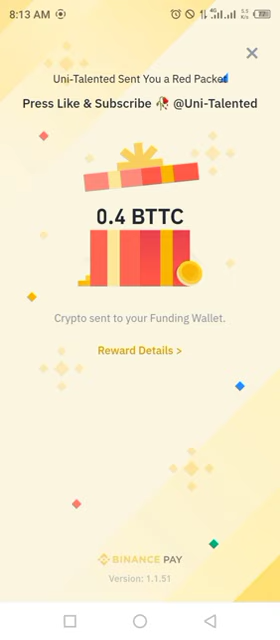 8:13 AM
Uni-Talented Sent You a Red Packet
Press Like & Subscribe 🥀 @Uni-Talented
0.4 BTTC
Crypto sent to your Funding Wallet.
Reward Details >
BINANCE PAY
Version: 1.1.51